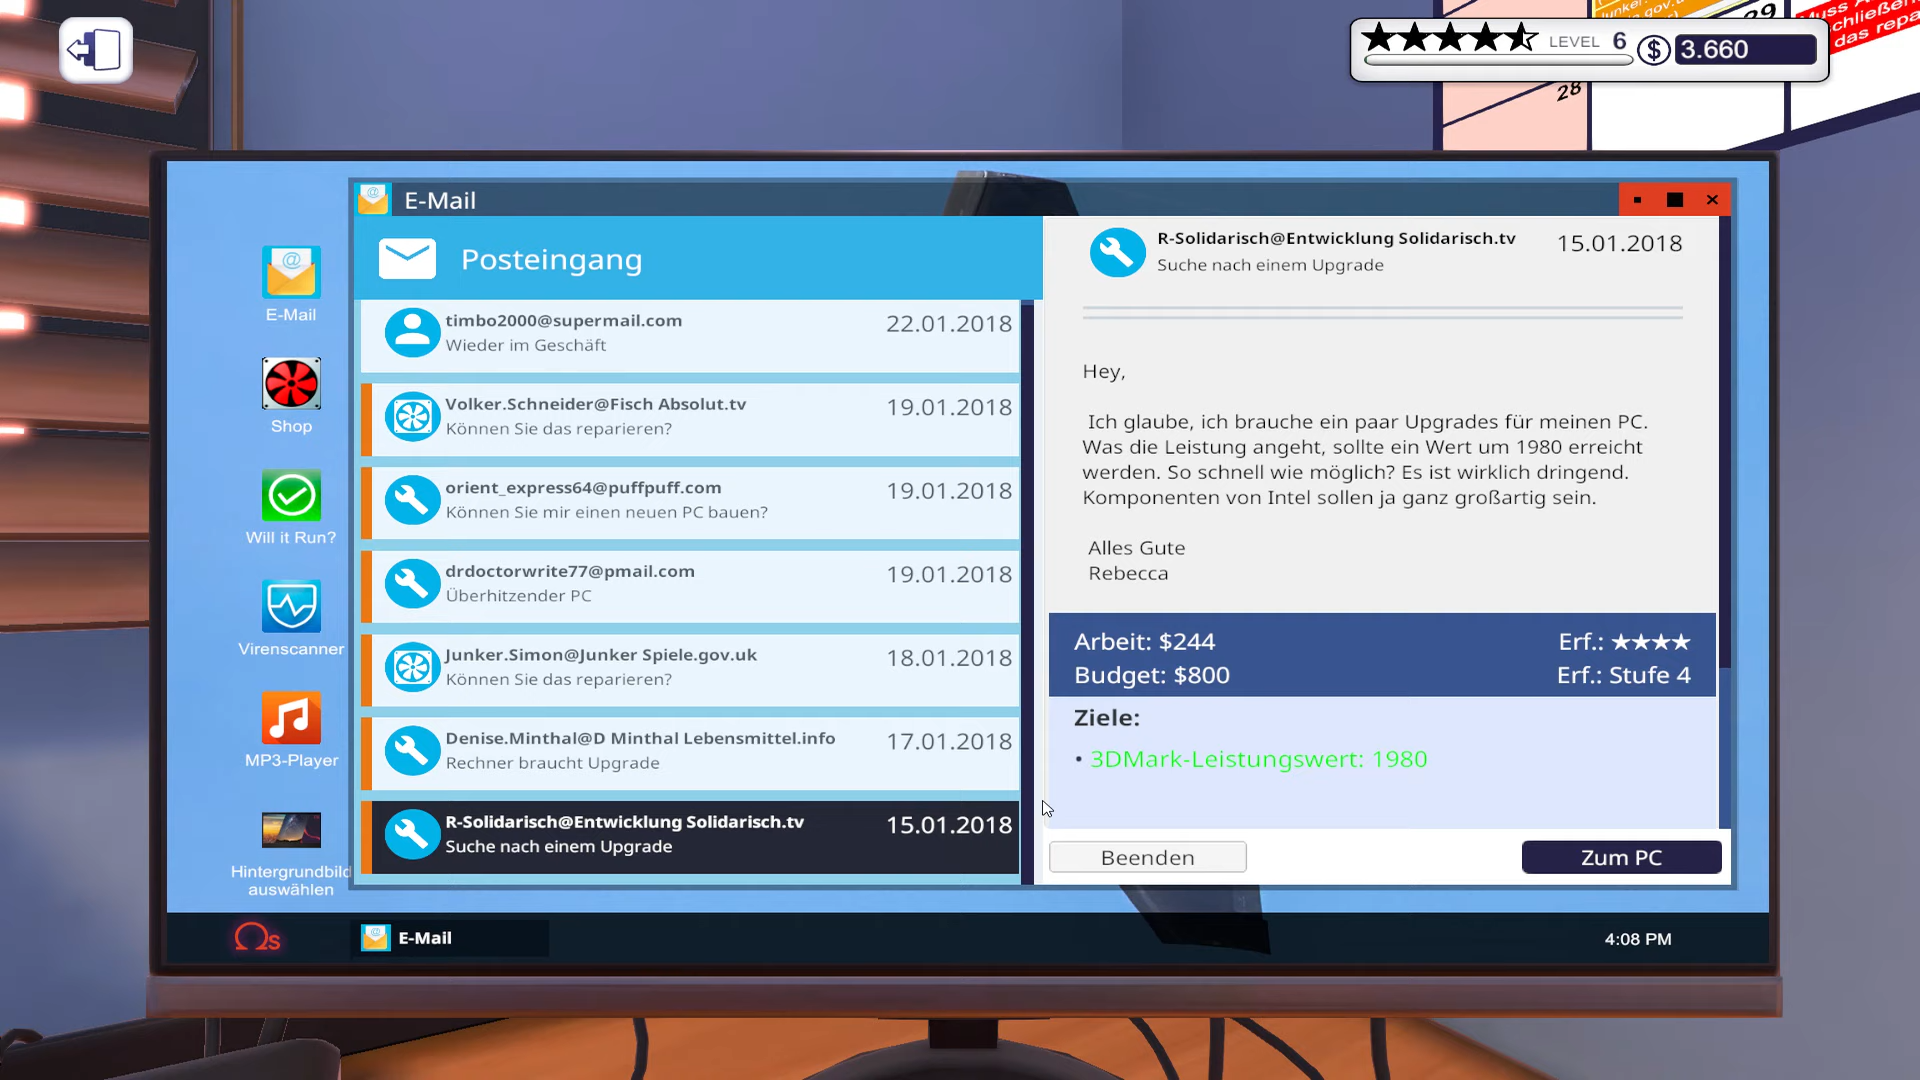 LEVEL 6
$ 3.660
29
28
E-Mail
Posteingang
E-Mail
Shop
Will it Run?
Virenscanner
MP3-Player
Hintergrundbild
auswählen
timbo2000@supermail.com 22.01.2018
Wieder im Geschäft
Volker.Schneider@Fisch Absolut.tv 19.01.2018
Können Sie das reparieren?
orient_express64@puffpuff.com 19.01.2018
Können Sie mir einen neuen PC bauen?
drdoctorwrite77@pmail.com 19.01.2018
Überhitzender PC
Junker.Simon@Junker Spiele.gov.uk 18.01.2018
Können Sie das reparieren?
Denise.Minthal@D Minthal Lebensmittel.info 17.01.2018
Rechner braucht Upgrade
R-Solidarisch@Entwicklung Solidarisch.tv 15.01.2018
Suche nach einem Upgrade
R-Solidarisch@Entwicklung Solidarisch.tv 15.01.2018
Suche nach einem Upgrade
Hey,
Ich glaube, ich brauche ein paar Upgrades für meinen PC.
Was die Leistung angeht, sollte ein Wert um 1980 erreicht
werden. So schnell wie möglich? Es ist wirklich dringend.
Komponenten von Intel sollen ja ganz großartig sein.
Alles Gute
Rebecca
Arbeit: $244 Erf.: ★★★★
Budget: $800 Erf.: Stufe 4
Ziele:
• 3DMark-Leistungswert: 1980
Beenden
Zum PC
Ωs
E-Mail
4:08 PM